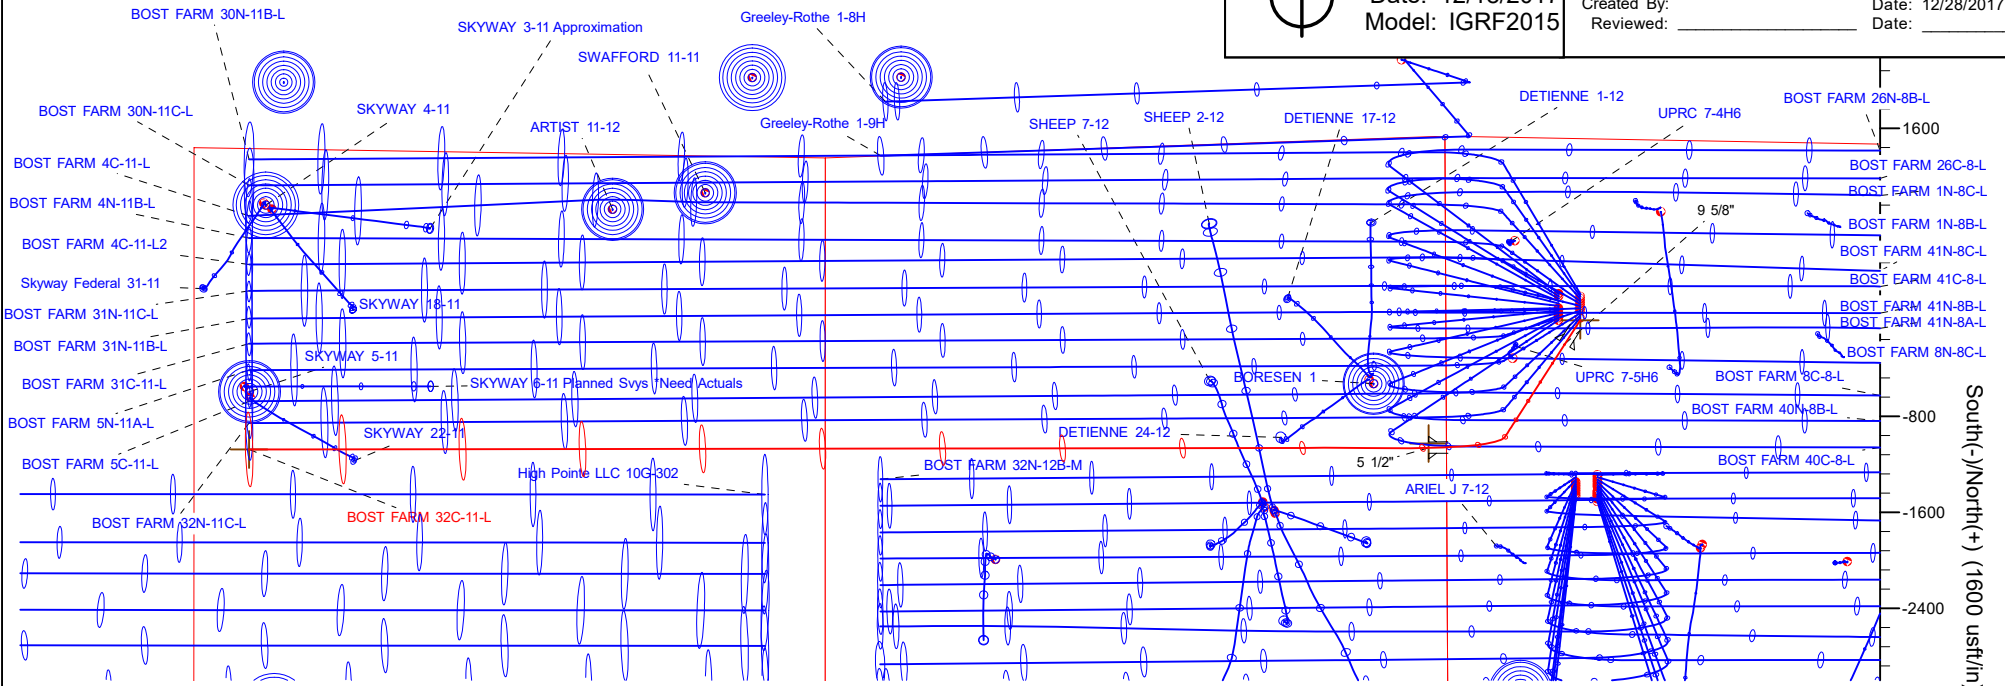 Date: 12/18/2017
Model: IGRF2015
Created By:
Date: 12/28/2017
Reviewed: ____________________ Date: __________
BOST FARM 30N-11B-L
SKYWAY 3-11 Approximation
Greeley-Rothe 1-8H
SWAFFORD 11-11
BOST FARM 30N-11C-L
SKYWAY 4-11
ARTIST 11-12
Greeley-Rothe 1-9H
SHEEP 7-12
SHEEP 2-12
DETIENNE 17-12
DETIENNE 1-12
UPRC 7-4H6
BOST FARM 26N-8B-L
1600
BOST FARM 4C-11-L
BOST FARM 26C-8-L
BOST FARM 4N-11B-L
BOST FARM 1N-8C-L
9 5/8"
BOST FARM 1N-8B-L
BOST FARM 4C-11-L2
BOST FARM 41N-8C-L
Skyway Federal 31-11
BOST FARM 41C-8-L
SKYWAY 18-11
BOST FARM 31N-11C-L
BOST FARM 41N-8B-L
BOST FARM 41N-8A-L
BOST FARM 31N-11B-L
SKYWAY 5-11
BOST FARM 8N-8C-L
BOST FARM 31C-11-L
SKYWAY 6-11 Planned Svys *Need Actuals
BORESEN 1
UPRC 7-5H6
BOST FARM 8C-8-L
BOST FARM 5N-11A-L
SKYWAY 22-11
DETIENNE 24-12
BOST FARM 40N-8B-L
-800
BOST FARM 5C-11-L
High Pointe LLC 10G-302
BOST FARM 32N-12B-M
5 1/2"
BOST FARM 40C-8-L
ARIEL J 7-12
BOST FARM 32N-11C-L
BOST FARM 32C-11-L
-1600
-2400
South(-)/North(+) (1600 usft/in)